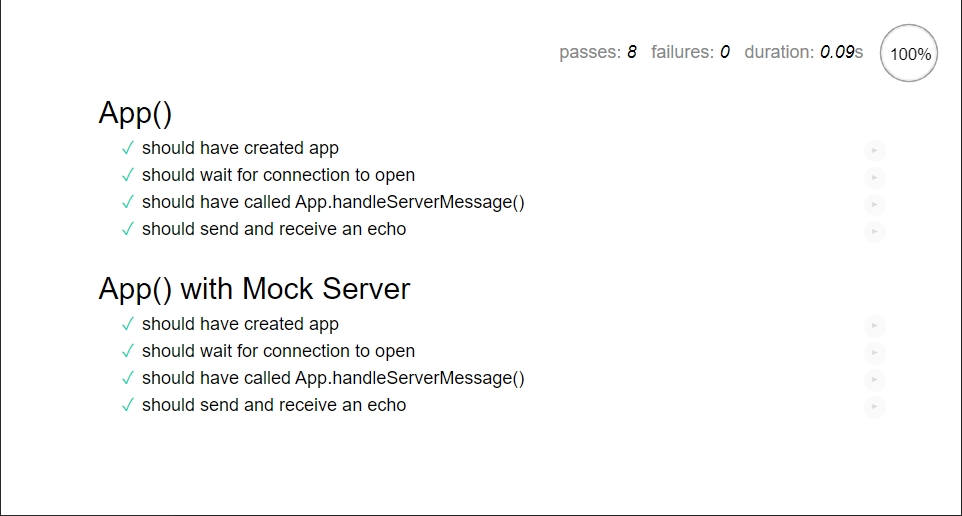 passes: 8 failures: 0 duration: 0.09s 100%
App()
✓ should have created app
✓ should wait for connection to open
✓ should have called App.handleServerMessage()
✓ should send and receive an echo
App() with Mock Server
✓ should have created app
✓ should wait for connection to open
✓ should have called App.handleServerMessage()
✓ should send and receive an echo